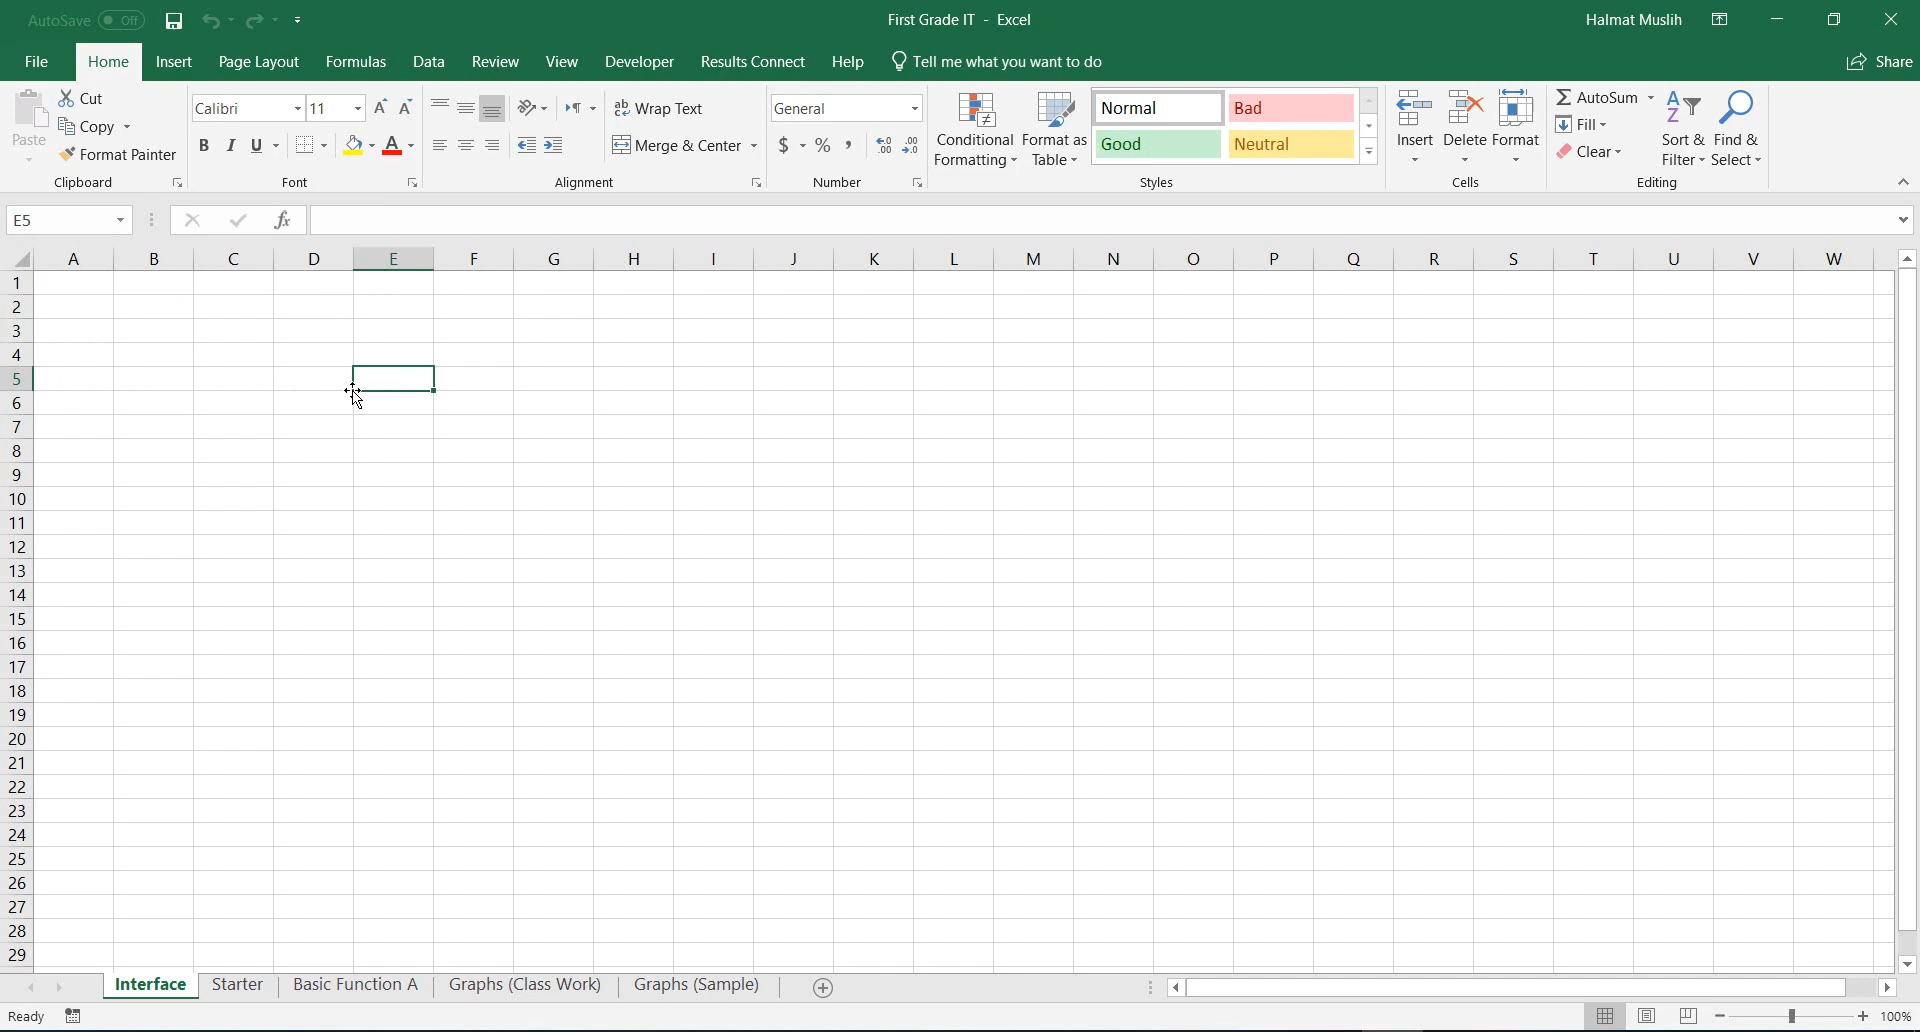 AutoSave Off
First Grade IT - Excel
Halmat Muslih
File Home Insert Page Layout Formulas Data Review View Developer Results Connect Help Tell me what you want to do Share
Paste
Cut
Copy
Format Painter
Clipboard
Calibri 11
B I U A
Font
ab Wrap Text
Merge & Center
Alignment
General
$ % ,
Number
Conditional Formatting
Format as Table
Normal Bad
Good Neutral
Styles
Insert Delete Format
Cells
AutoSum
Fill
Clear
Sort & Filter
Find & Select
Editing
E5 fx
A B C D E F G H I J K L M N O P Q R S T U V W
1
2
3
4
5
6
7
8
9
10
11
12
13
14
15
16
17
18
19
20
21
22
23
24
25
26
27
28
29
Interface Starter Basic Function A Graphs (Class Work) Graphs (Sample)
Ready 100%